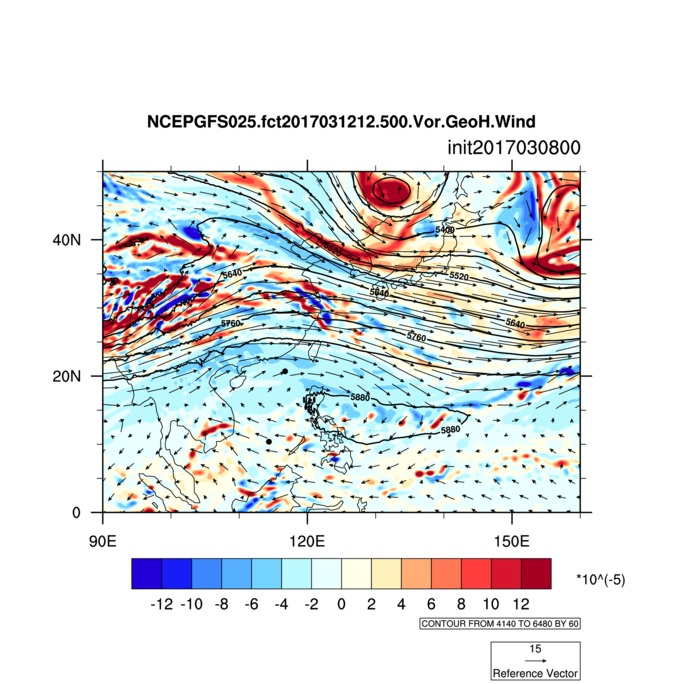 NCEPGFS025.fct2017031212.500.Vor.GeoH.Wind
init2017030800
40N
20N
0
90E 120E 150E
5400
5520
5640
5640
5640
5760
5760
5880
5880
-12 -10 -8 -6 -4 -2 0 2 4 6 8 10 12
*10^(-5)
CONTOUR FROM 4140 TO 6480 BY 60
15
Reference Vector